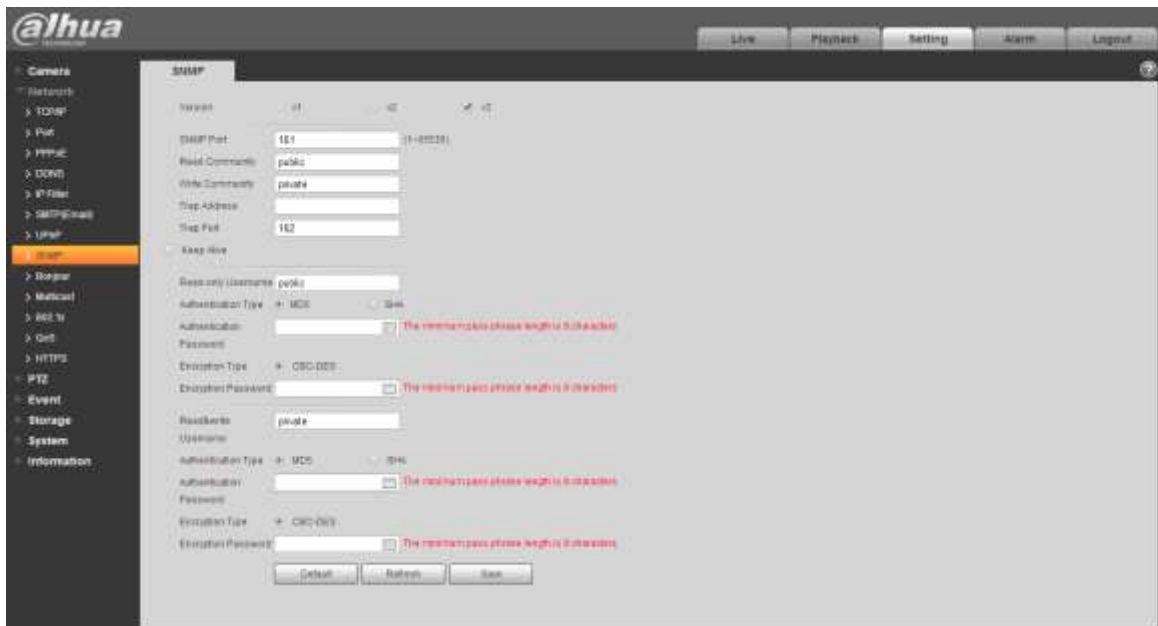 alhua
TECHNOLOGY
Live Playback Setting Alarm Logout
Camera
Network
TCP/IP
Port
PPPoE
DDNS
IP Filter
SMTP(Email)
UPnP
SNMP
Bonjour
Multicast
802.1x
QoS
HTTPS
PTZ
Event
Storage
System
Information
SNMP
Version v1 v2 v3
SNMP Port 161 (1~65535)
Read Community public
Write Community private
Trap Address
Trap Port 162
Keep Alive
Read-only Username public
Authentication Type MD5 SHA
Authentication The minimum pass phrase length is 8 characters
Password
Encryption Type CBC-DES
Encryption Password The minimum pass phrase length is 8 characters
Read&write private
Username
Authentication Type MD5 SHA
Authentication The minimum pass phrase length is 8 characters
Password
Encryption Type CBC-DES
Encryption Password The minimum pass phrase length is 8 characters
Default Refresh Save